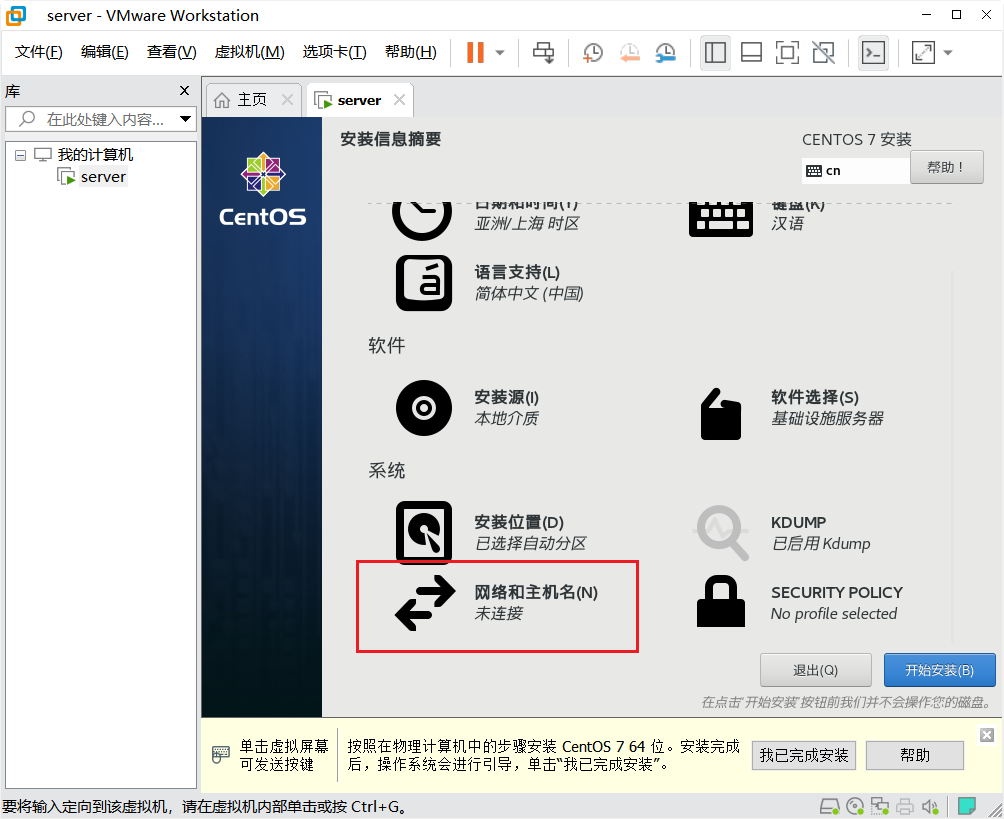 server - VMware Workstation
文件(F) 编辑(E) 查看(V) 虚拟机(M) 选项卡(T) 帮助(H)
库
在此处键入内容...
我的计算机
server
主页
server
CentOS
安装信息摘要
CENTOS 7 安装
cn
帮助！
日期和时间(T)
亚洲/上海 时区
键盘(K)
汉语
语言支持(L)
简体中文 (中国)
软件
安装源(I)
本地介质
软件选择(S)
基础设施服务器
系统
安装位置(D)
已选择自动分区
KDUMP
已启用 Kdump
网络和主机名(N)
未连接
SECURITY POLICY
No profile selected
退出(Q)
开始安装(B)
在点击'开始安装'按钮前我们并不会操作您的磁盘。
单击虚拟屏幕
可发送按键
按照在物理计算机中的步骤安装 CentOS 7 64 位。安装完成
后，操作系统会进行引导，单击“我已完成安装”。
我已完成安装
帮助
要将输入定向到该虚拟机，请在虚拟机内部单击或按 Ctrl+G。